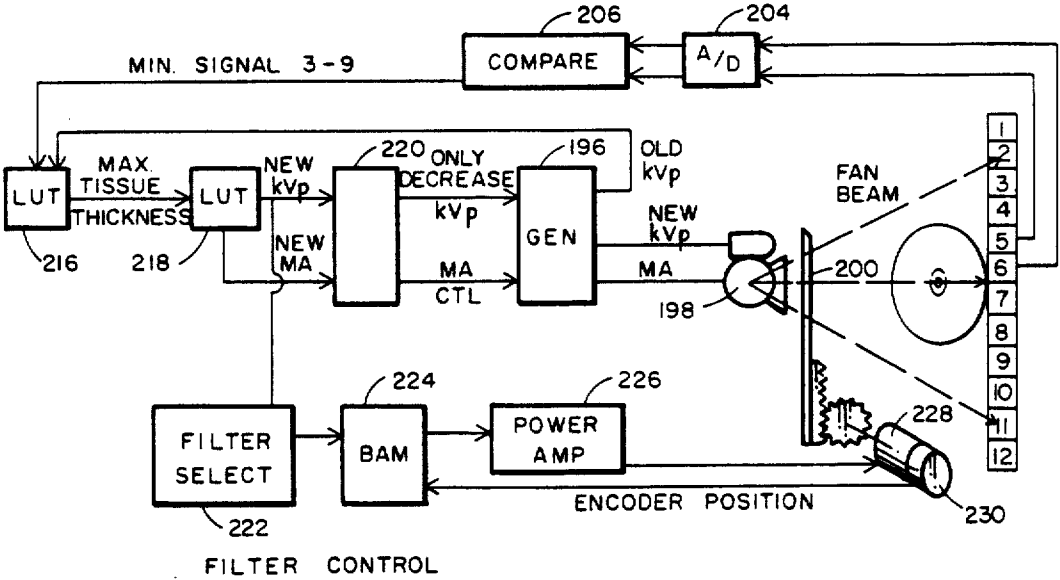 206
204
COMPARE
A/D
MIN. SIGNAL 3-9
LUT
216
MAX.
TISSUE
THICKNESS
LUT
218
NEW
kVp
NEW
MA
220
ONLY
DECREASE
kVp
MA
CTL
196
GEN
OLD
kVp
NEW
kVp
MA
198
200
FAN
BEAM
1
2
3
4
5
6
7
8
9
10
11
12
FILTER
SELECT
222
224
BAM
226
POWER
AMP
228
230
ENCODER POSITION
FILTER CONTROL